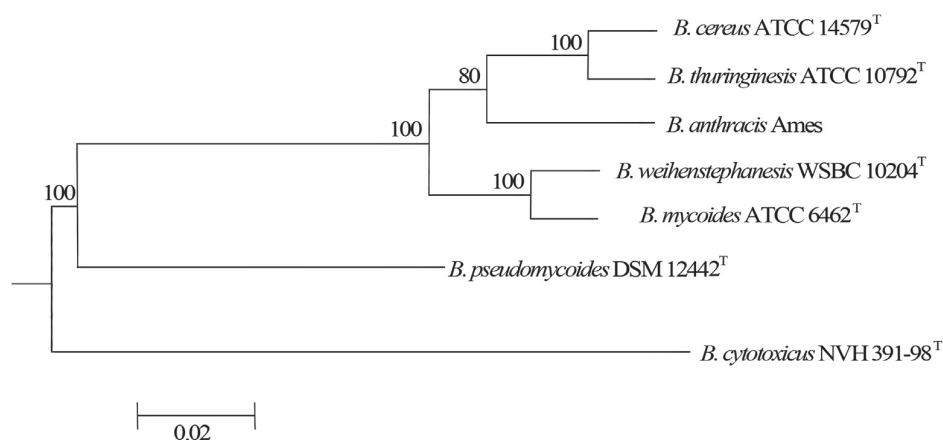 B. cereus ATCC 14579T
100
B. thuringinesis ATCC 10792T
80
B. anthracis Ames
100
B. weihenstephanesis WSBC 10204T
100
B. mycoides ATCC 6462T
100
B. pseudomycoides DSM 12442T
B. cytotoxicus NVH 391-98T
0.02